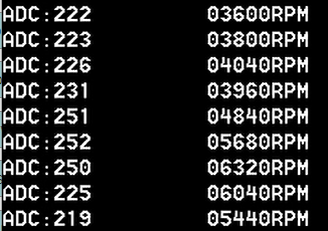 ADC:222 03600RPM
ADC:223 03800RPM
ADC:226 04040RPM
ADC:231 03960RPM
ADC:251 04840RPM
ADC:252 05680RPM
ADC:250 06320RPM
ADC:225 06040RPM
ADC:219 05440RPM